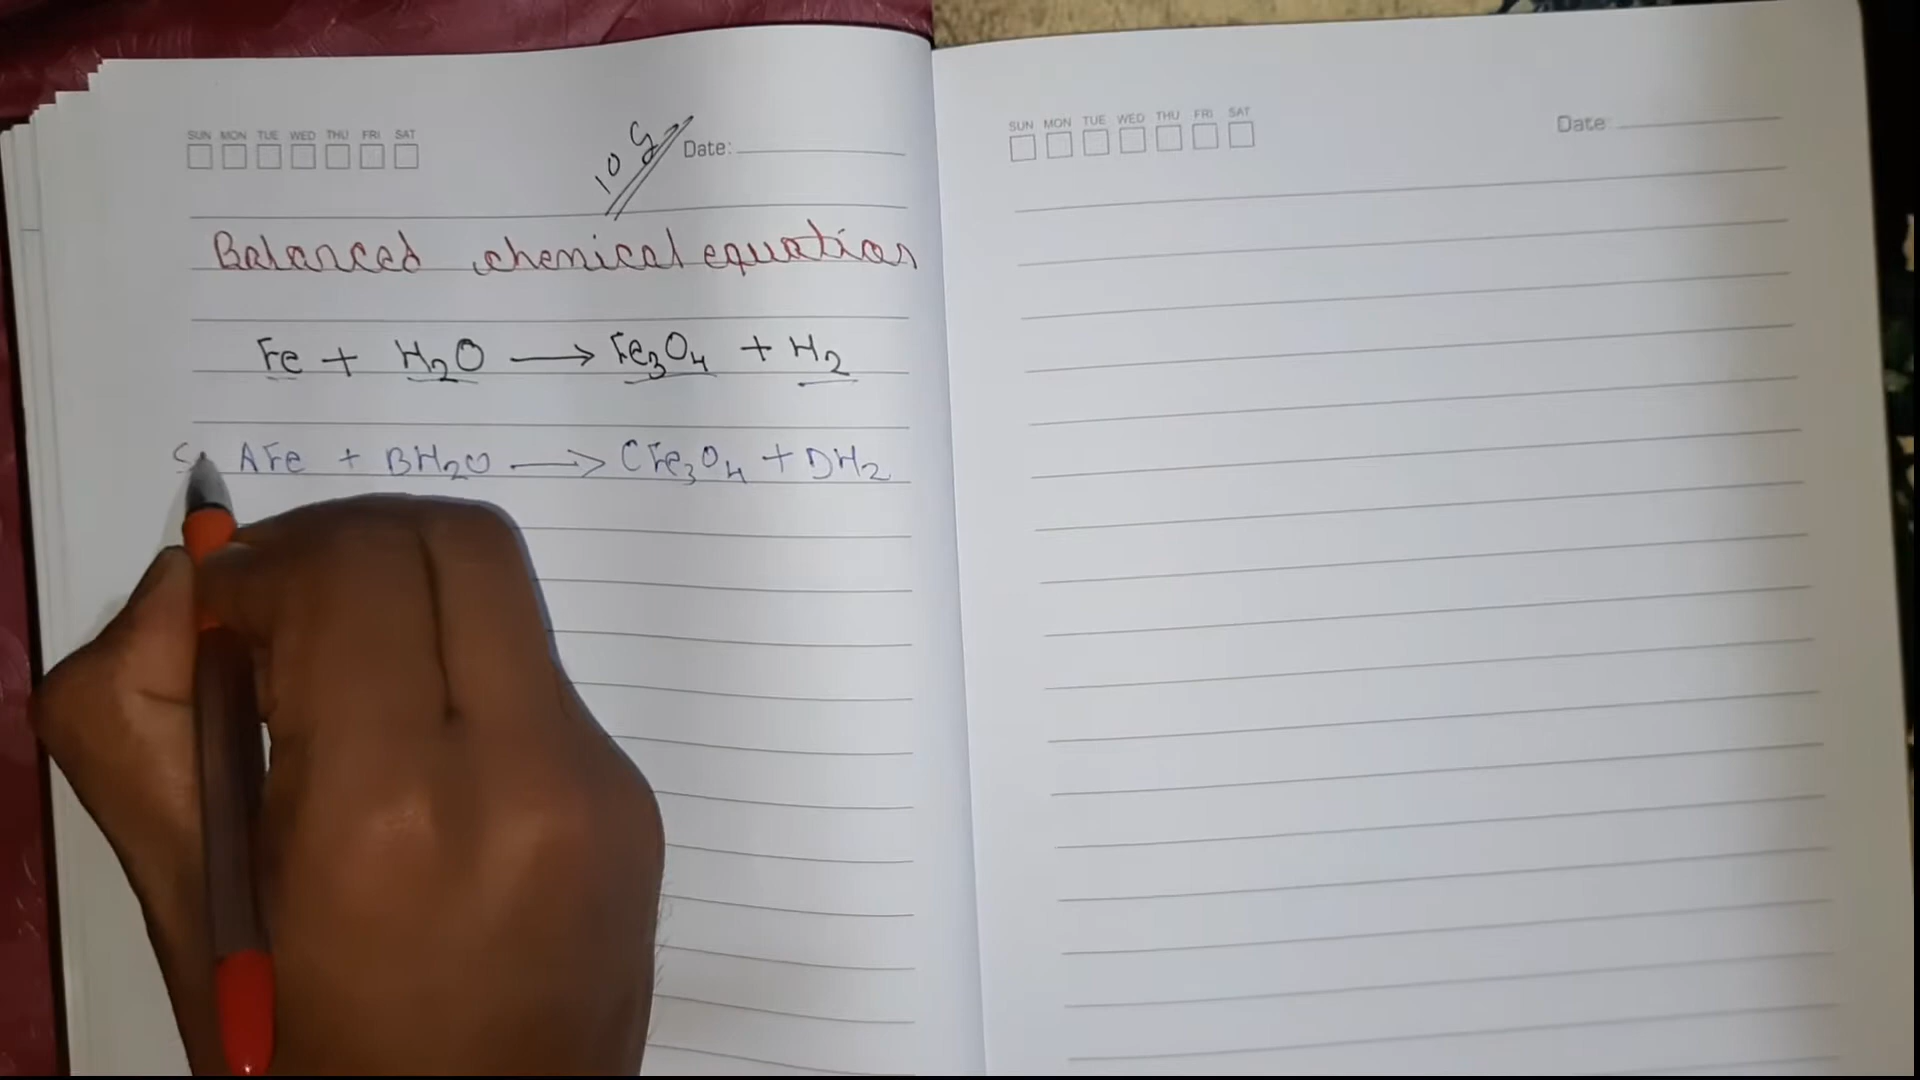 SUN MON TUE WED THU FRI SAT
10 g
Date:
Balanced chemical equation
Fe + H2O ⟶ Fe3O4 + H2
AFe + BH2O ⟶ CFe3O4 + DH2
SUN MON TUE WED THU FRI SAT
Date